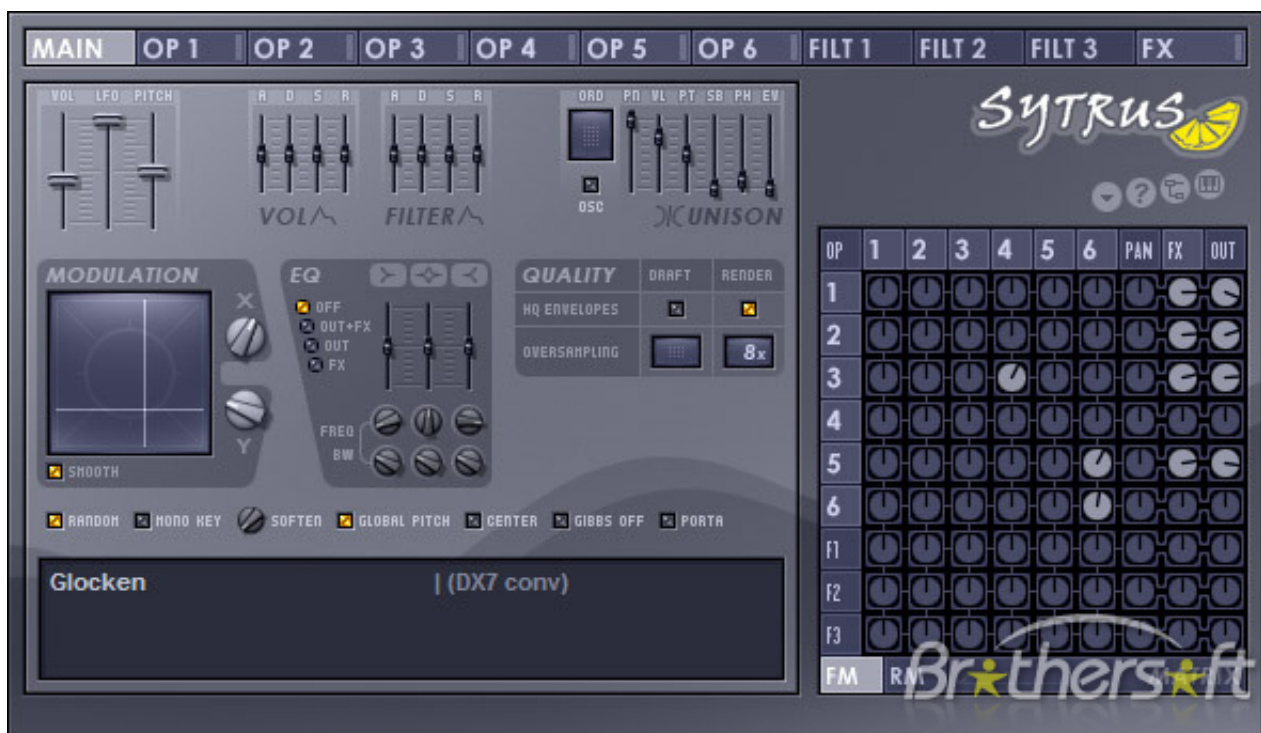 MAIN OP 1 OP 2 OP 3 OP 4 OP 5 OP 6 FILT 1 FILT 2 FILT 3 FX
VOL LFO PITCH A D S R A D S R ORD PN VL PT SB PH EV
SYTRUS
?
OSC
VOL FILTER UNISON
OP 1 2 3 4 5 6 PAN FX OUT
MODULATION EQ QUALITY DRAFT RENDER
X
OFF
HQ ENVELOPES
OUT+FX
OUT
OVERSAMPLING 8x
FX
Y
FREQ
BW
SMOOTH
RANDOM MONO KEY SOFTEN GLOBAL PITCH CENTER GIBBS OFF PORTA
Glocken | (DX7 conv)
1
2
3
4
5
6
F1
F2
F3
FM RM MATRIX
Brothersoft